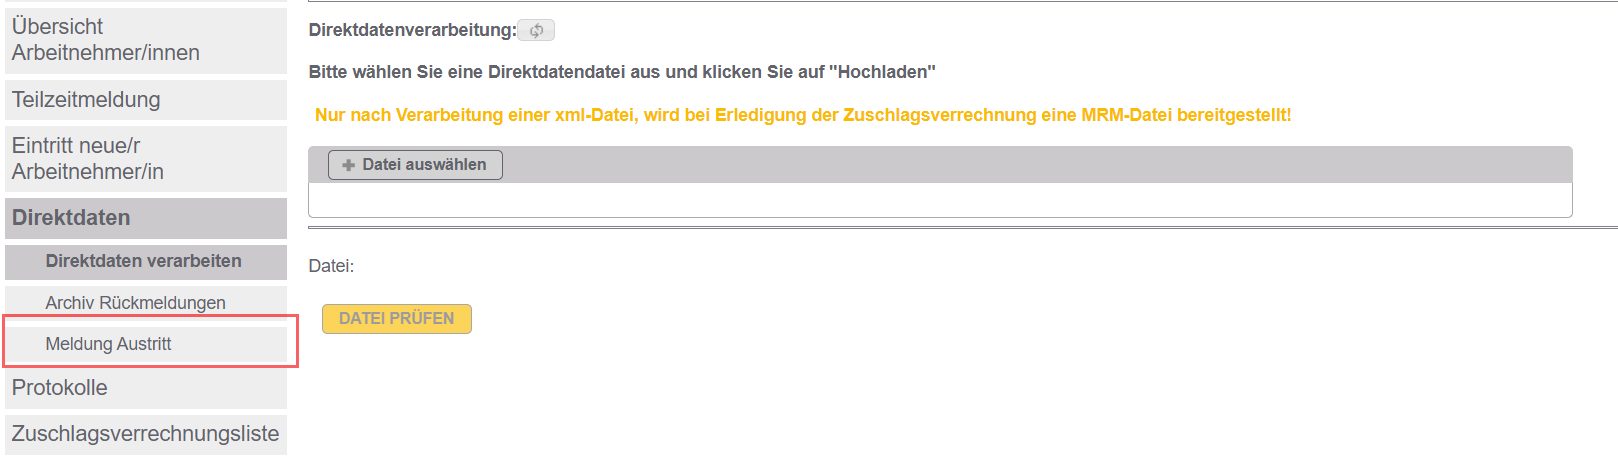 Übersicht
Arbeitnehmer/innen
Teilzeitmeldung
Eintritt neue/r
Arbeitnehmer/in
Direktdaten
Direktdaten verarbeiten
Archiv Rückmeldungen
Meldung Austritt
Protokolle
Zuschlagsverrechnungsliste
Direktdatenverarbeitung:
Bitte wählen Sie eine Direktdatendatei aus und klicken Sie auf "Hochladen"
Nur nach Verarbeitung einer xml-Datei, wird bei Erledigung der Zuschlagsverrechnung eine MRM-Datei bereitgestellt!
Datei auswählen
Datei:
DATEI PRÜFEN